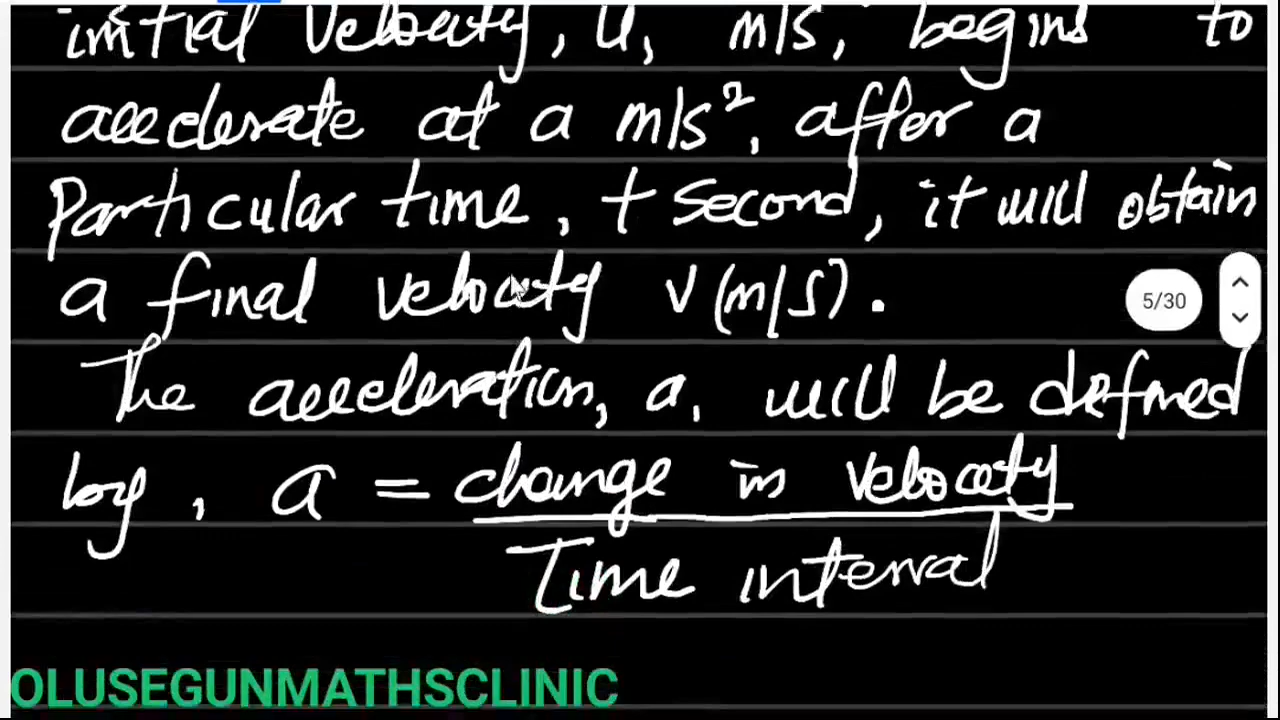 initial velocity, u, m/s, begins to
accelerate at a m/s², after a
Particular time, t second, it will obtain
a final velocity v (m/s).
5/30
The acceleration, a, will be defined
by, a = change in velocity
Time interval
OLUSEGUNMATHSCLINIC